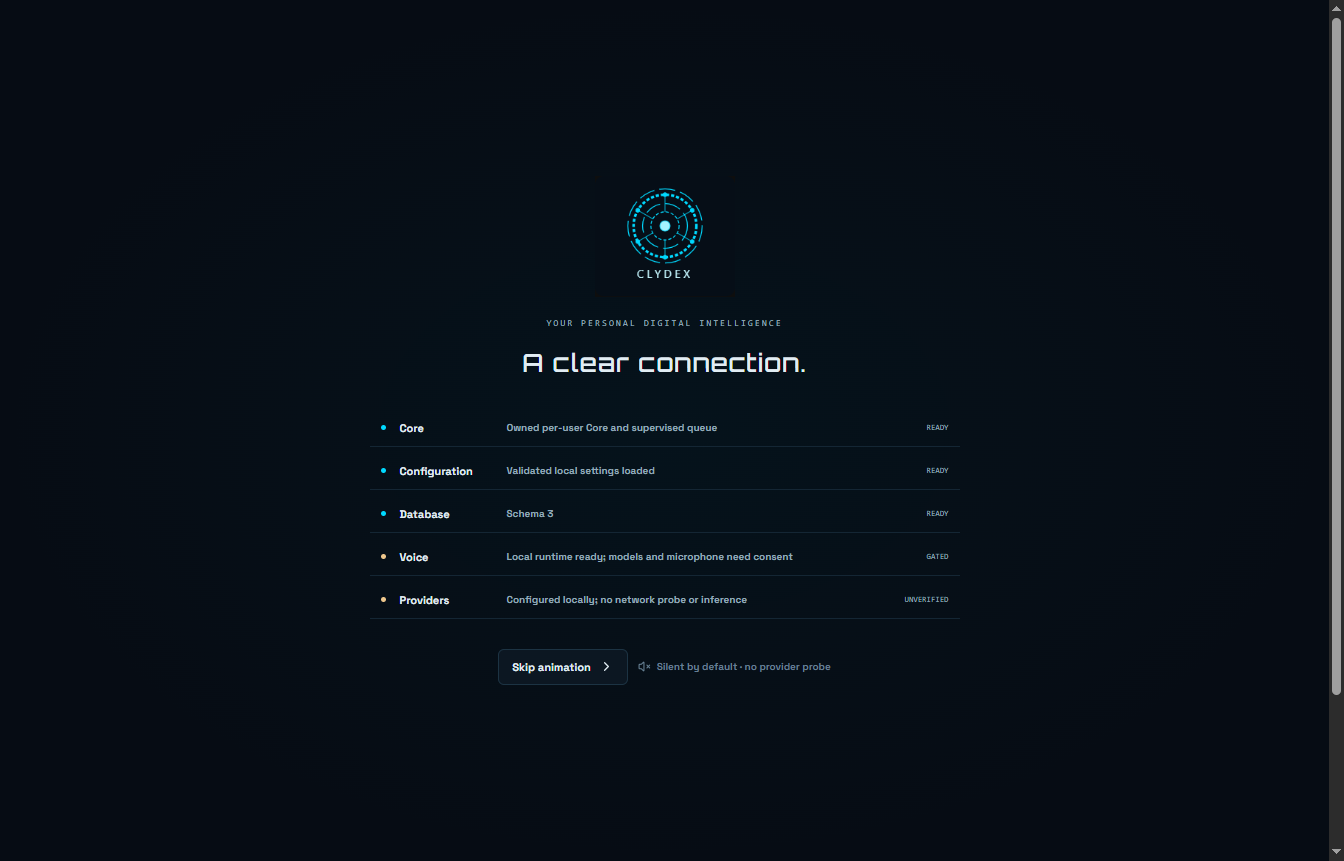 CLYDEX
YOUR PERSONAL DIGITAL INTELLIGENCE
A clear connection.
Core Owned per-user Core and supervised queue READY
Configuration Validated local settings loaded READY
Database Schema 3 READY
Voice Local runtime ready; models and microphone need consent GATED
Providers Configured locally; no network probe or inference UNVERIFIED
Skip animation Silent by default · no provider probe